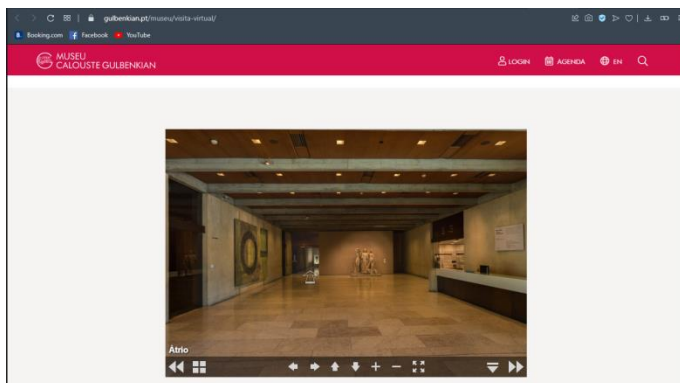 gulbenkian.pt/museu/visita-virtual/
Booking.com Facebook YouTube
MUSEU
CALOUSTE GULBENKIAN
LOGIN AGENDA EN
Átrio